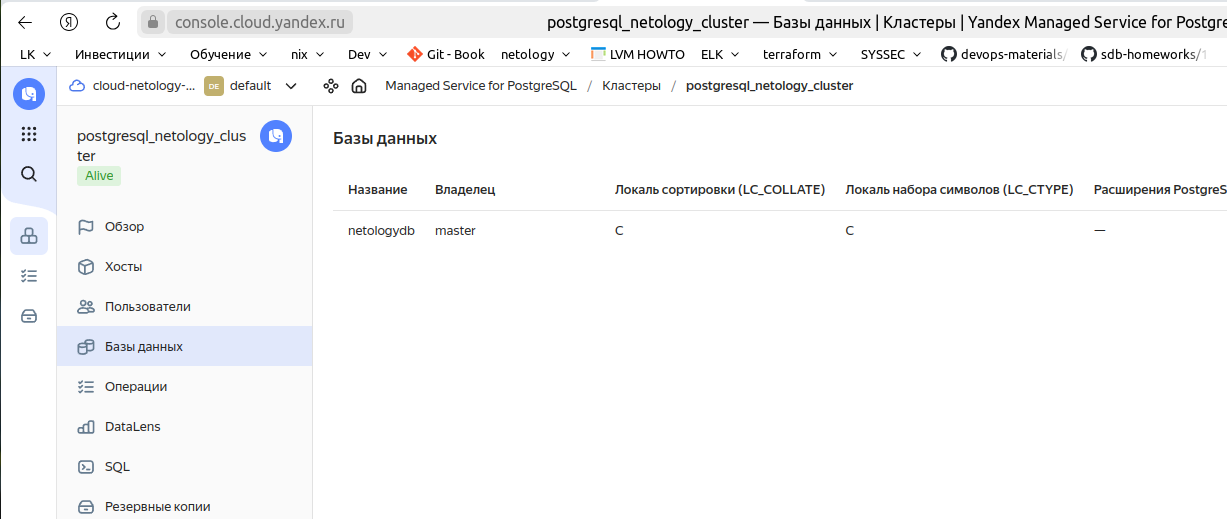 console.cloud.yandex.ru
postgresql_netology_cluster — Базы данных | Кластеры | Yandex Managed Service for Postgre
LK Инвестиции Обучение nix Dev Git - Book netology LVM HOWTO ELK terraform SYSSEC devops-materials/ sdb-homeworks/1
cloud-netology-... DE default Managed Service for PostgreSQL / Кластеры / postgresql_netology_cluster
postgresql_netology_clus
ter
Alive
Обзор
Хосты
Пользователи
Базы данных
Операции
DataLens
SQL
Резервные копии
Базы данных
Название Владелец Локаль сортировки (LC_COLLATE) Локаль набора символов (LC_CTYPE) Расширения PostgreS
netologydb master C C —